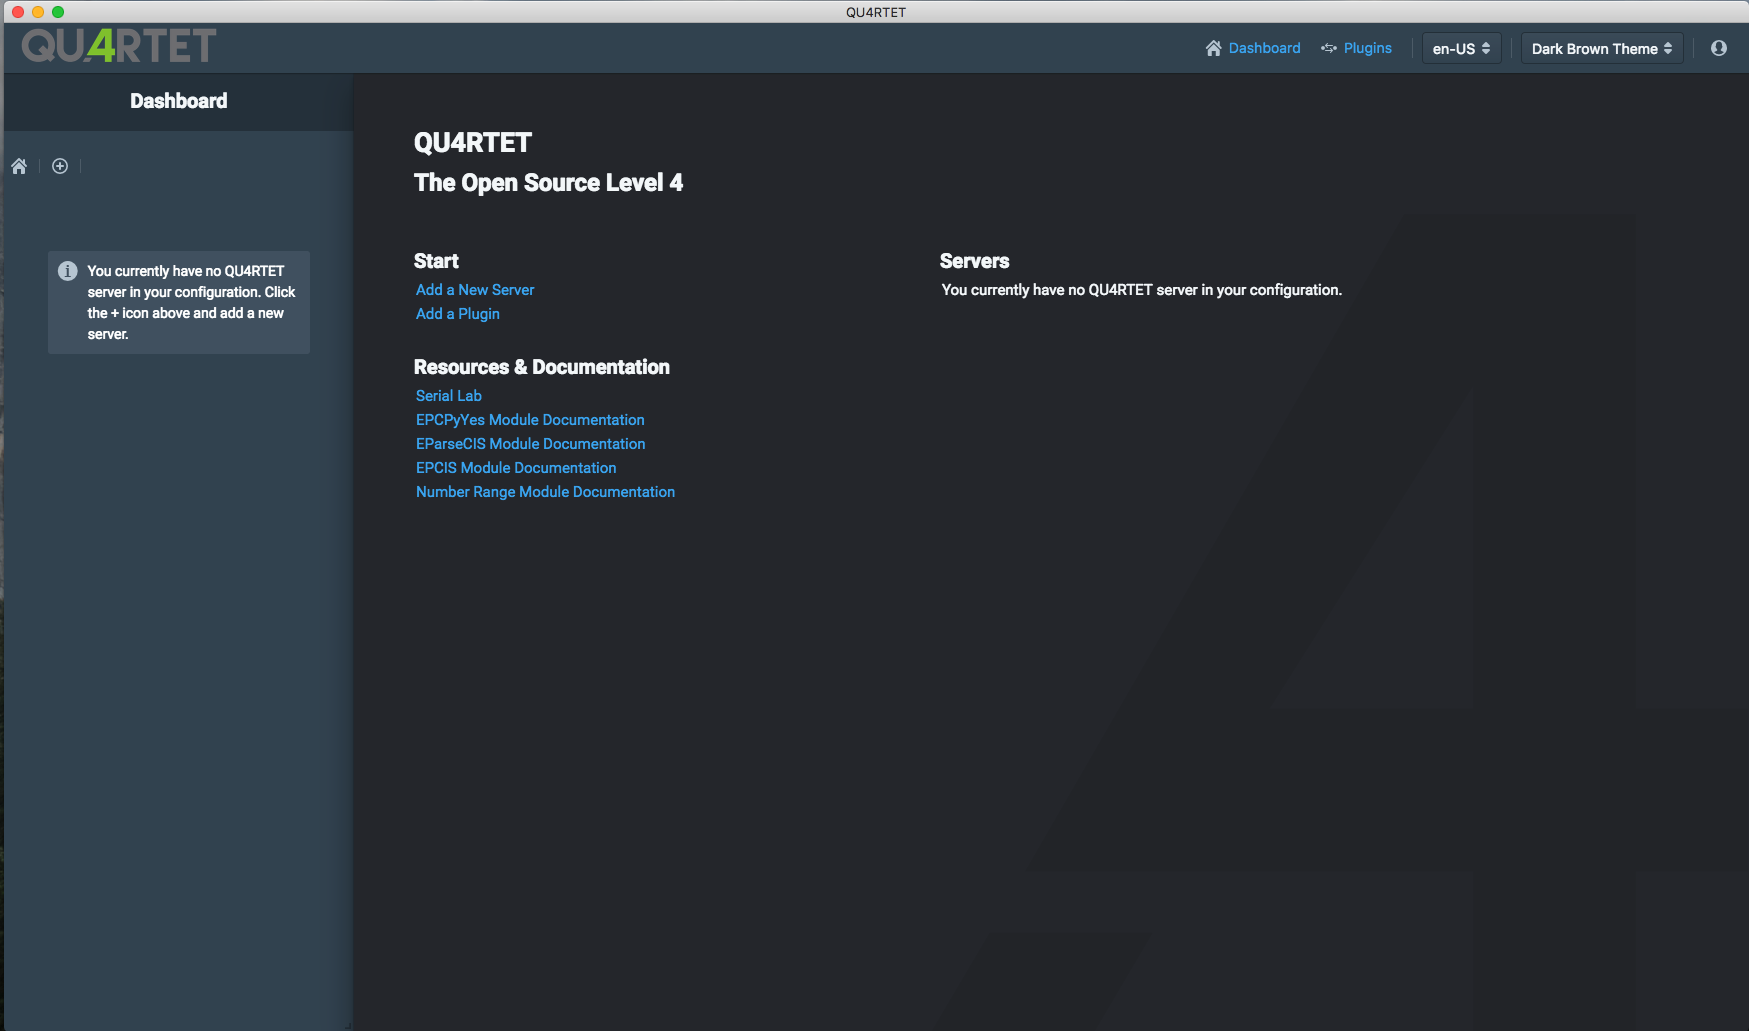 QU4RTET
QU4RTET
Dashboard
Plugins
en-US
Dark Brown Theme
Dashboard
You currently have no QU4RTET
server in your configuration. Click
the + icon above and add a new
server.
QU4RTET
The Open Source Level 4
Start
Add a New Server
Add a Plugin
Servers
You currently have no QU4RTET server in your configuration.
Resources & Documentation
Serial Lab
EPCPyYes Module Documentation
EParseCIS Module Documentation
EPCIS Module Documentation
Number Range Module Documentation